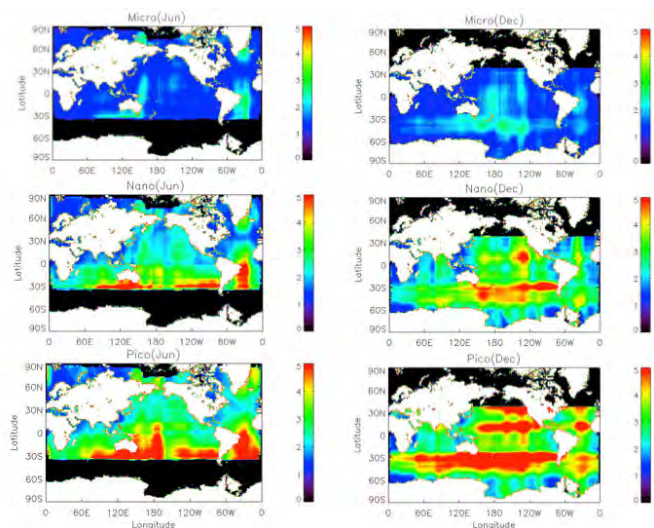 Micro(Jun)
Latitude
90N
60N
30N
0
30S
60S
90S
0 60E 120E 180 120W 60W 0
5
4
3
2
1
0
Micro(Dec)
Latitude
90N
60N
30N
0
30S
60S
90S
0 60E 120E 180 120W 60W 0
5
4
3
2
1
0
Nano(Jun)
Latitude
90N
60N
30N
0
30S
60S
90S
0 60E 120E 180 120W 60W 0
5
4
3
2
1
0
Nano(Dec)
Latitude
90N
60N
30N
0
30S
60S
90S
0 60E 120E 180 120W 60W 0
5
4
3
2
1
0
Pico(Jun)
Latitude
90N
60N
30N
0
30S
60S
90S
0 60E 120E 180 120W 60W 0
Longitude
5
4
3
2
1
0
Pico(Dec)
Latitude
90N
60N
30N
0
30S
60S
90S
0 60E 120E 180 120W 60W 0
Longitude
5
4
3
2
1
0